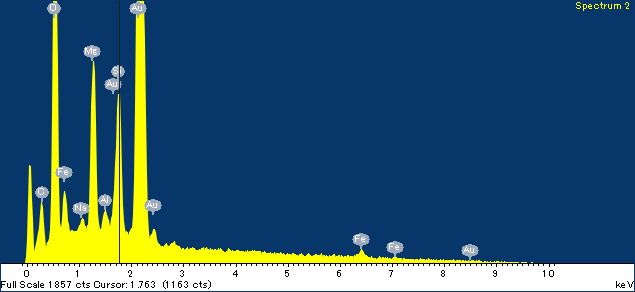 Spectrum 2
O Au
Mg
Si
Au
Fe
O Na Al Au
Fe Fe Au
0 1 2 3 4 5 6 7 8 9 10
Full Scale 1857 cts Cursor: 1.763 (1163 cts) keV